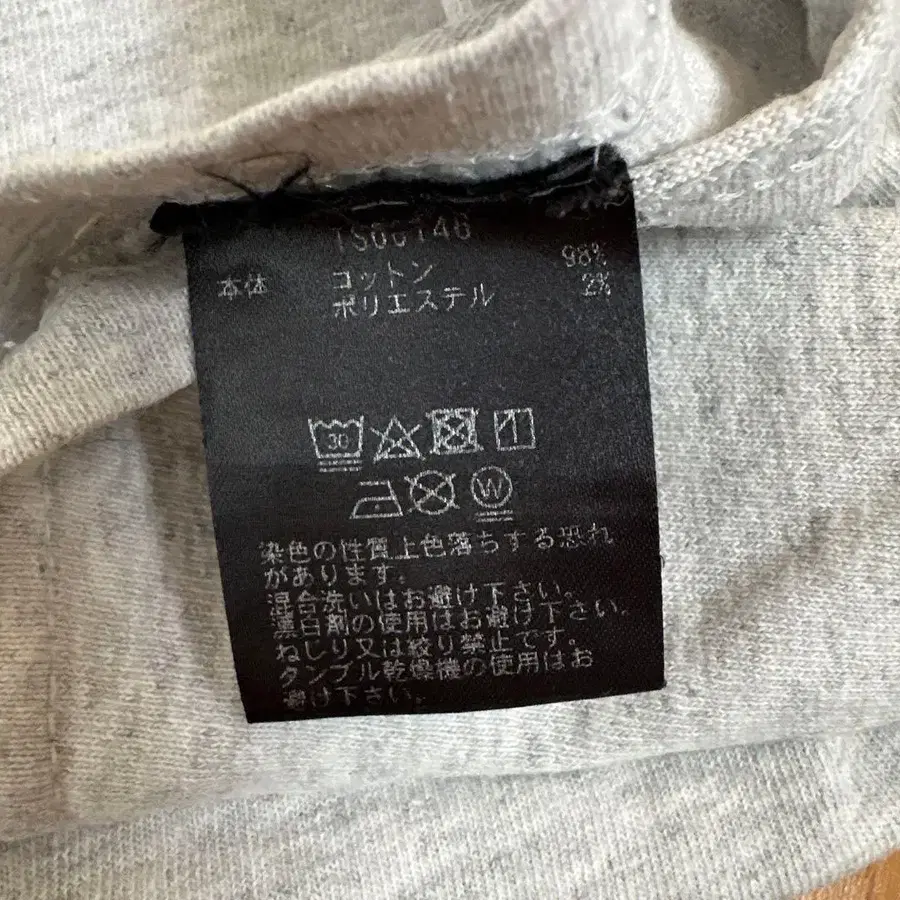 本体 コットン 98%
ポリエステル 2%
30
W
染色の性質上色落ちする恐れ
があります。
混合洗いはお避け下さい。
漂白剤の使用はお避け下さい。
ねじり又は絞り禁止です。
タンブル乾燥機の使用はお
避け下さい。